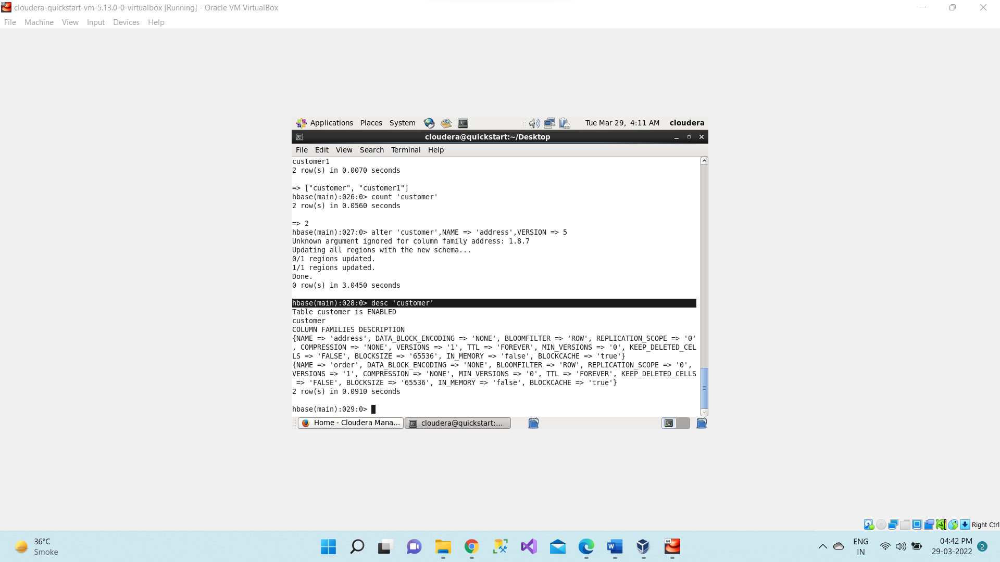 cloudera-quickstart-vm-5.13.0-0-virtualbox [Running] - Oracle VM VirtualBox
File Machine View Input Devices Help
Applications Places System Tue Mar 29, 4:11 AM cloudera
cloudera@quickstart:~/Desktop
File Edit View Search Terminal Help
customer1
2 row(s) in 0.0070 seconds
=> ["customer", "customer1"]
hbase(main):026:0> count 'customer'
2 row(s) in 0.0560 seconds
=> 2
hbase(main):027:0> alter 'customer',NAME => 'address',VERSION => 5
Unknown argument ignored for column family address: 1.8.7
Updating all regions with the new schema...
0/1 regions updated.
1/1 regions updated.
Done.
0 row(s) in 3.0450 seconds
hbase(main):028:0> desc 'customer'
Table customer is ENABLED
customer
COLUMN FAMILIES DESCRIPTION
{NAME => 'address', DATA_BLOCK_ENCODING => 'NONE', BLOOMFILTER => 'ROW', REPLICATION_SCOPE => '0'
, COMPRESSION => 'NONE', VERSIONS => '1', TTL => 'FOREVER', MIN_VERSIONS => '0', KEEP_DELETED_CEL
LS => 'FALSE', BLOCKSIZE => '65536', IN_MEMORY => 'false', BLOCKCACHE => 'true'}
{NAME => 'order', DATA_BLOCK_ENCODING => 'NONE', BLOOMFILTER => 'ROW', REPLICATION_SCOPE => '0',
VERSIONS => '1', COMPRESSION => 'NONE', MIN_VERSIONS => '0', TTL => 'FOREVER', KEEP_DELETED_CELLS
=> 'FALSE', BLOCKSIZE => '65536', IN_MEMORY => 'false', BLOCKCACHE => 'true'}
2 row(s) in 0.0910 seconds
hbase(main):029:0>
Home - Cloudera Mana... cloudera@quickstart:...
Right Ctrl
36°C
Smoke
ENG
IN
04:42 PM
29-03-2022
2